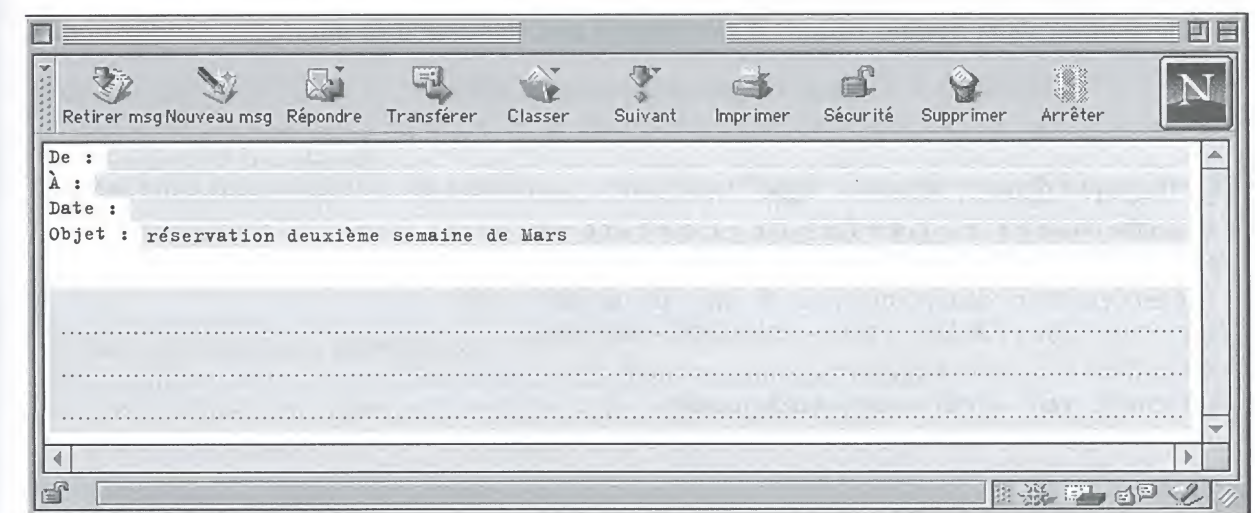 Retirer msg Nouveau msg Répondre Transférer Classer Suivant Imprimer Sécurité Supprimer Arrêter N
De :
À :
Date :
Objet : réservation deuxième semaine de Mars